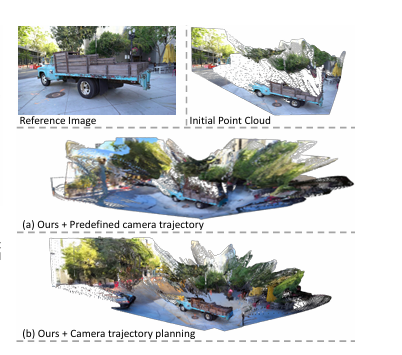 Reference Image
Initial Point Cloud
(a) Ours + Predefined camera trajectory
(b) Ours + Camera trajectory planning